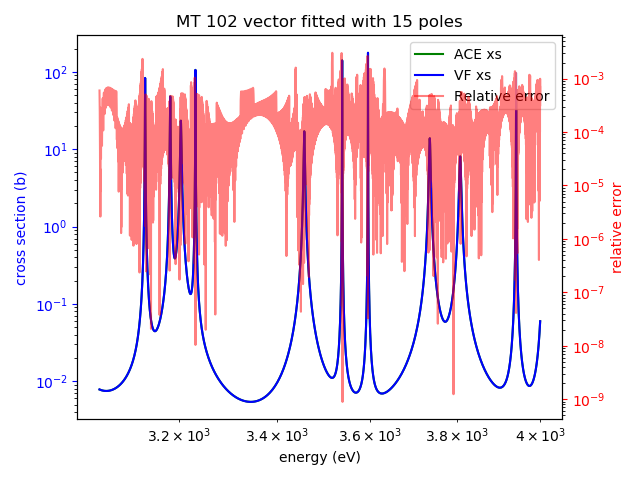 MT 102 vector fitted with 15 poles
ACE xs
VF xs
Relative error
10²
10¹
10⁰
10⁻¹
10⁻²
cross section (b)
10⁻³
10⁻⁴
10⁻⁵
10⁻⁶
10⁻⁷
10⁻⁸
10⁻⁹
relative error
3.2 × 10³ 3.4 × 10³ 3.6 × 10³ 3.8 × 10³ 4 × 10³
energy (eV)